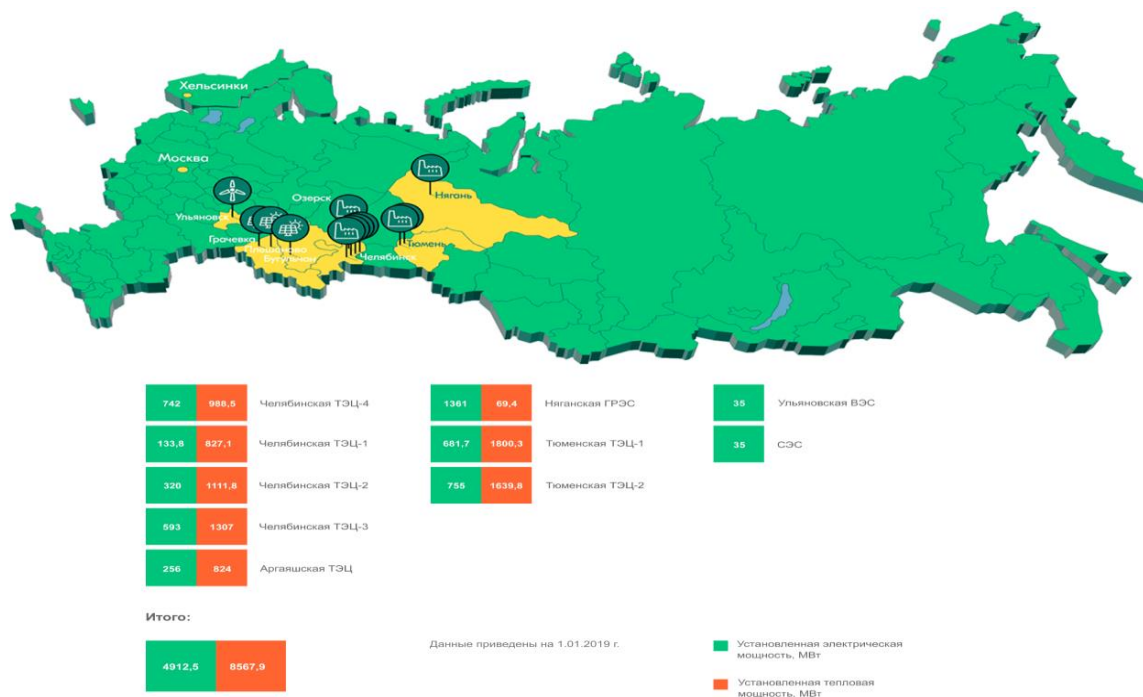 Хельсинки
Москва
Нягань
Озерск
Ульяновск
Грачевка
Плешаново
Бугульчан
Челябинск
Тюмень
742 988,5 Челябинская ТЭЦ-4
1361 69,4 Няганская ГРЭС
35 Ульяновская ВЭС
133,8 827,1 Челябинская ТЭЦ-1
681,7 1800,3 Тюменская ТЭЦ-1
35 СЭС
320 1111,8 Челябинская ТЭЦ-2
755 1639,8 Тюменская ТЭЦ-2
593 1307 Челябинская ТЭЦ-3
256 824 Аргаяшская ТЭЦ
Итого:
4912,5 8567,9
Данные приведены на 1.01.2019 г.
Установленная электрическая
мощность, МВт
Установленная тепловая
мощность, МВт